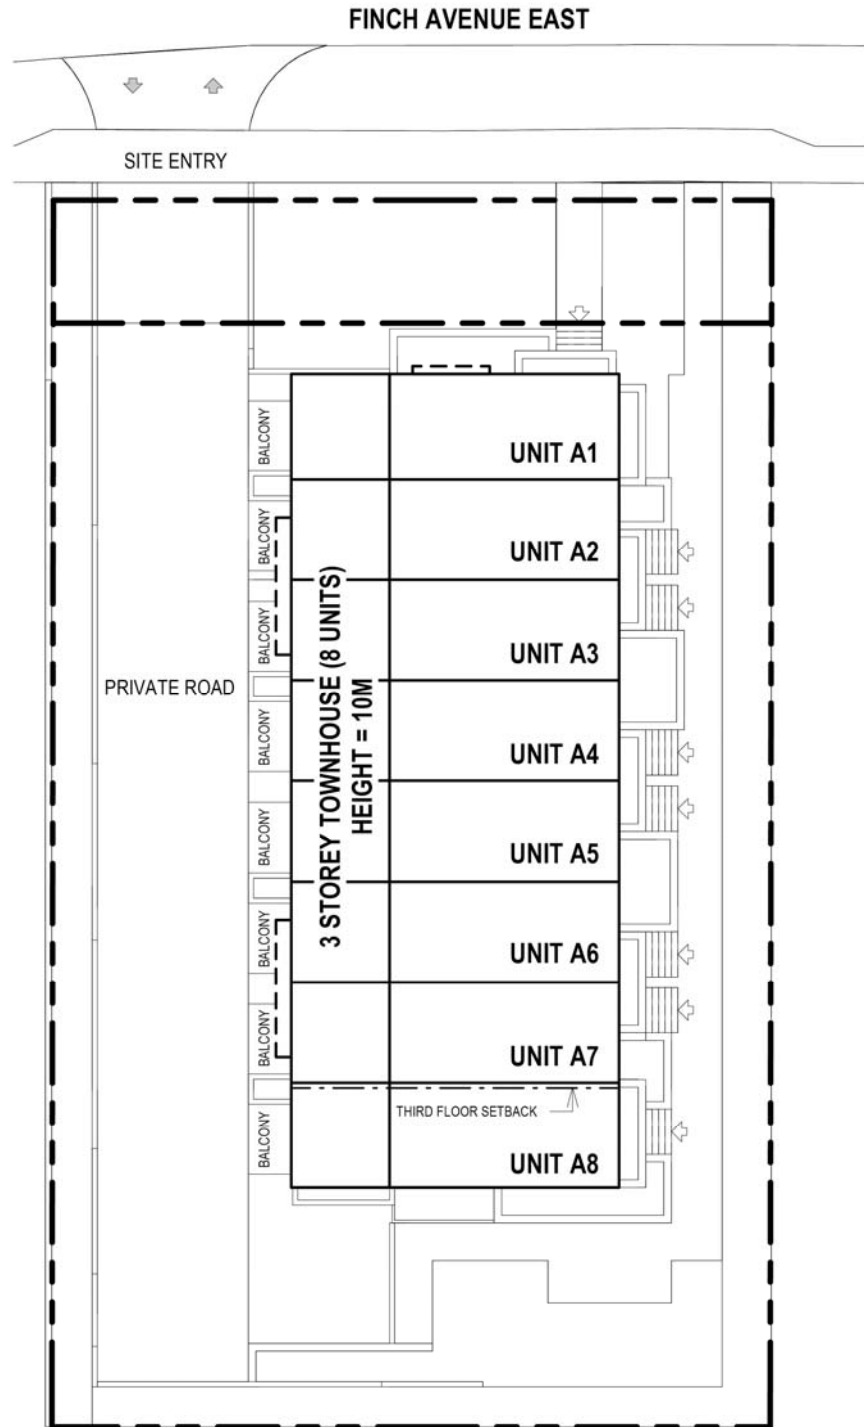 FINCH AVENUE EAST
SITE ENTRY
BALCONY
UNIT A1
BALCONY
UNIT A2
BALCONY
UNIT A3
PRIVATE ROAD
3 STOREY TOWNHOUSE (8 UNITS)
HEIGHT = 10M
BALCONY
UNIT A4
BALCONY
UNIT A5
BALCONY
UNIT A6
BALCONY
UNIT A7
THIRD FLOOR SETBACK
BALCONY
UNIT A8